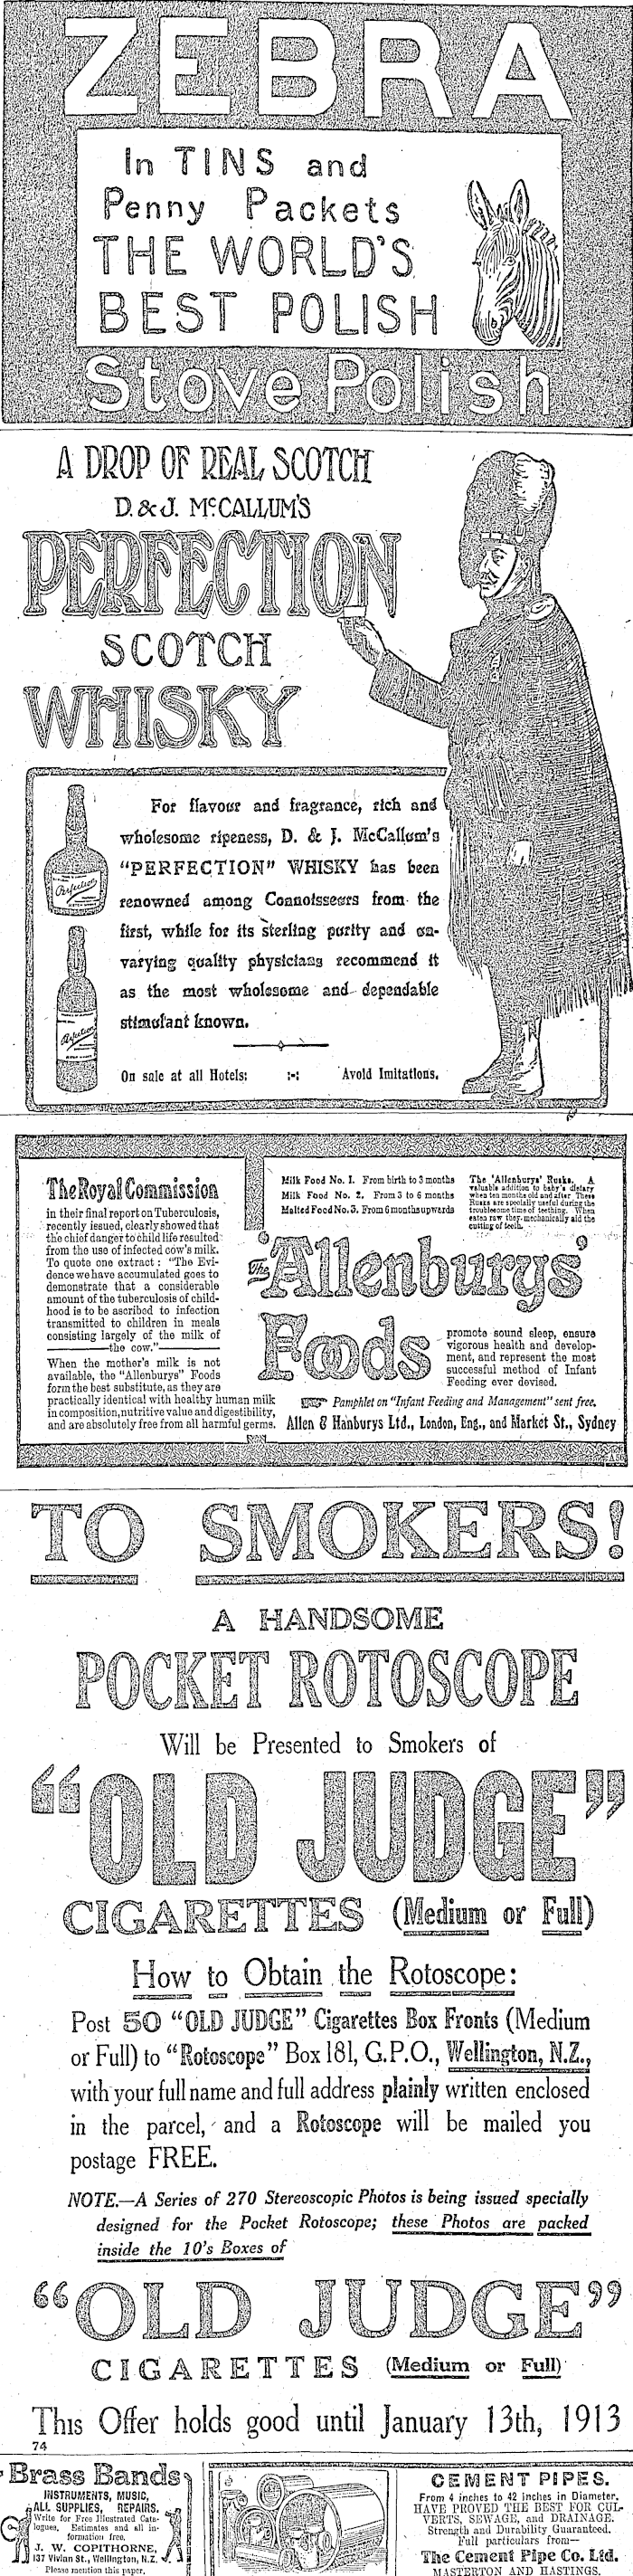 ZEBRA
In TINS and
Penny Packets
THE WORLD'S
BEST POLISH
Stove Polish
A DROP OF REAL SCOTCH
D. & J. McCALLUM'S
PERFECTION
SCOTCH
WHISKY
For flavour and fragrance, rich and
wholesome ripeness, D. & J. McCallum's
"PERFECTION" WHISKY has been
renowned among Connoisseurs from the
first, while for its sterling purity and un-
varying quality physicians recommend it
as the most wholesome and dependable
stimulant known.
Perfection
Perfection
On sale at all Hotels: :-: Avoid Imitations.
The Royal Commission
in their final report on Tuberculosis,
recently issued, clearly showed that
the chief danger to child life resulted
from the use of infected cow's milk.
To quote one extract: "The Evi-
dence we have accumulated goes to
demonstrate that a considerable
amount of the tuberculosis of child-
hood is to be ascribed to infection
transmitted to children in meals
consisting largely of the milk of
the cow."
When the mother's milk is not
available, the "Allenburys" Foods
form the best substitute, as they are
practically identical with healthy human milk
in composition, nutritive value and digestibility,
and are absolutely free from all harmful germs.
Milk Food No. 1. From birth to 3 months
Milk Food No. 2. From 3 to 6 months
Malted Food No. 3. From 6 months upwards
The 'Allenburys' Rusks. A
valuable addition to baby's dietary
when ten months old and after These
Rusks are specially useful during the
troublesome time of teething. When
eaten raw they mechanically aid the
cutting of teeth.
The 'Allenburys'
Foods
promote sound sleep, ensure
vigorous health and develop-
ment, and represent the most
successful method of Infant
Feeding ever devised.
Pamphlet on "Infant Feeding and Management" sent free.
Allen & Hanburys Ltd., London, Eng., and Market St., Sydney
TO SMOKERS!
A HANDSOME
POCKET ROTOSCOPE
Will be Presented to Smokers of
"OLD JUDGE"
CIGARETTES (Medium or Full)
How to Obtain the Rotoscope:
Post 50 "OLD JUDGE" Cigarettes Box Fronts (Medium
or Full) to "Rotoscope" Box 181, G.P.O., Wellington, N.Z.,
with your full name and full address plainly written enclosed
in the parcel, and a Rotoscope will be mailed you
postage FREE.
NOTE.—A Series of 270 Stereoscopic Photos is being issued specially
designed for the Pocket Rotoscope; these Photos are packed
inside the 10's Boxes of
"OLD JUDGE"
CIGARETTES (Medium or Full)
This Offer holds good until January 13th, 1913
74
Brass Bands
INSTRUMENTS, MUSIC,
ALL SUPPLIES, REPAIRS.
Write for Free Illustrated Cata-
logues, Estimates and all in-
formation free.
J. W. COPITHORNE,
137 Vivian St., Wellington, N.Z.
Please mention this paper.
CEMENT PIPES.
From 4 inches to 42 inches in Diameter.
HAVE PROVED THE BEST FOR CUL-
VERTS, SEWAGE, and DRAINAGE.
Strength and Durability Guaranteed.
Full particulars from—
The Cement Pipe Co. Ltd.
MASTERTON AND HASTINGS.